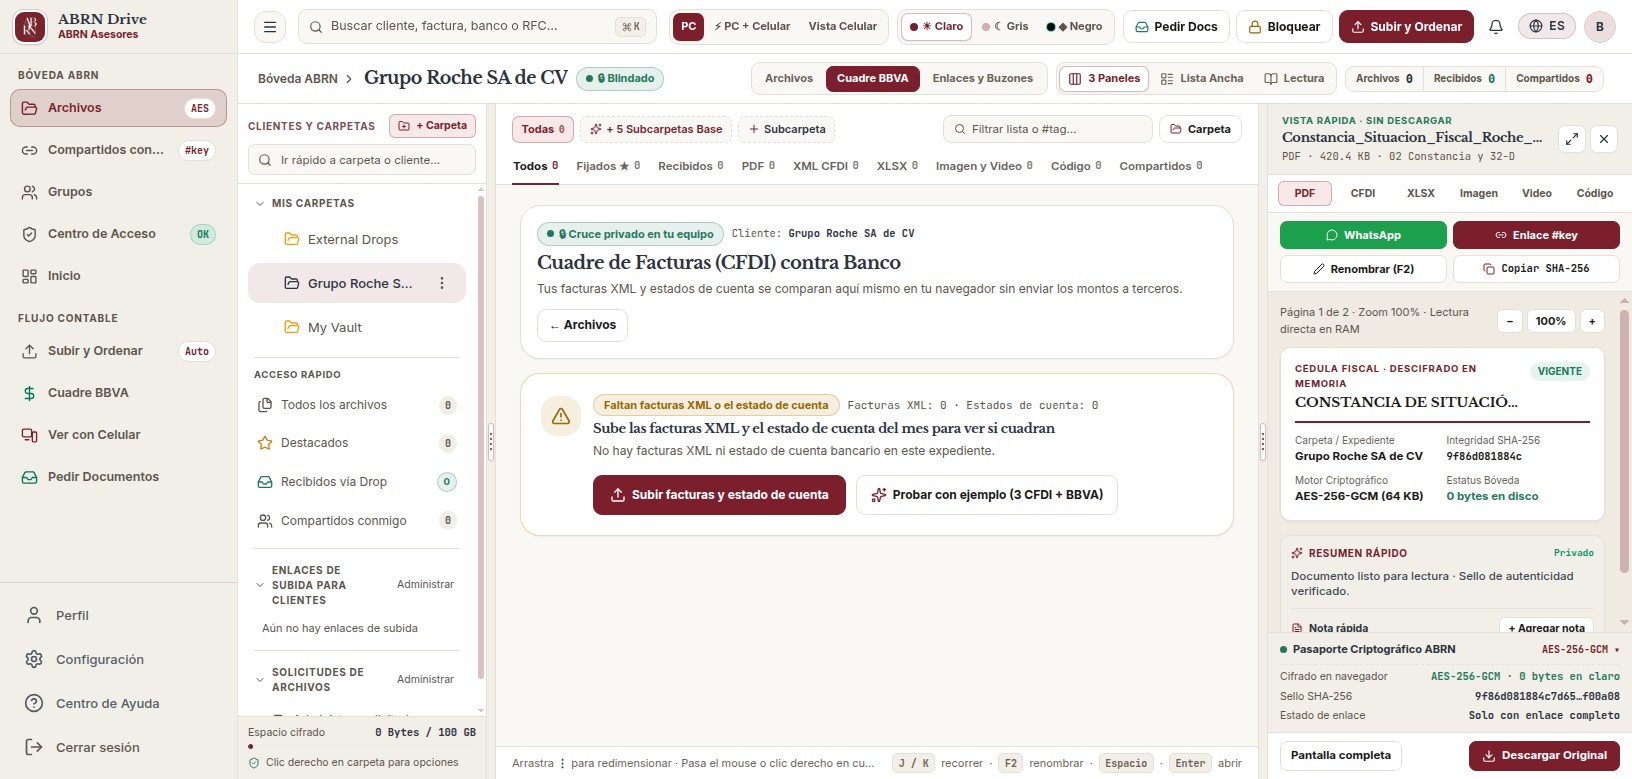 ABRN Drive
ABRN Asesores
Buscar cliente, factura, banco o RFC...
⌘K
PC
⚡ PC + Celular
Vista Celular
☀ Claro
☾ Gris
◆ Negro
Pedir Docs
Bloquear
Subir y Ordenar
ES
B
BÓVEDA ABRN
Archivos
AES
Compartidos con...
#key
Grupos
Centro de Acceso
OK
Inicio
FLUJO CONTABLE
Subir y Ordenar
Auto
Cuadre BBVA
Ver con Celular
Pedir Documentos
Perfil
Configuración
Centro de Ayuda
Cerrar sesión
Bóveda ABRN
Grupo Roche SA de CV
Blindado
Archivos
Cuadre BBVA
Enlaces y Buzones
3 Paneles
Lista Ancha
Lectura
Archivos 0
Recibidos 0
Compartidos 0
CLIENTES Y CARPETAS
+ Carpeta
Ir rápido a carpeta o cliente...
MIS CARPETAS
External Drops
Grupo Roche S...
My Vault
ACCESO RÁPIDO
Todos los archivos
0
Destacados
0
Recibidos vía Drop
0
Compartidos conmigo
0
ENLACES DE SUBIDA PARA CLIENTES
Administrar
Aún no hay enlaces de subida
SOLICITUDES DE ARCHIVOS
Administrar
Espacio cifrado
0 Bytes / 100 GB
Clic derecho en carpeta para opciones
Todas 0
+ 5 Subcarpetas Base
+ Subcarpeta
Filtrar lista o #tag...
Carpeta
Todos 0
Fijados ★ 0
Recibidos 0
PDF 0
XML CFDI 0
XLSX 0
Imagen y Video 0
Código 0
Compartidos 0
Cruce privado en tu equipo
Cliente: Grupo Roche SA de CV
Cuadre de Facturas (CFDI) contra Banco
Tus facturas XML y estados de cuenta se comparan aquí mismo en tu navegador sin enviar los montos a terceros.
← Archivos
Faltan facturas XML o el estado de cuenta
Facturas XML: 0 · Estados de cuenta: 0
Sube las facturas XML y el estado de cuenta del mes para ver si cuadran
No hay facturas XML ni estado de cuenta bancario en este expediente.
Subir facturas y estado de cuenta
Probar con ejemplo (3 CFDI + BBVA)
Arrastra ⋮ para redimensionar · Pasa el mouse o clic derecho en cu...
J / K recorrer · F2 renombrar · Espacio · Enter abrir
VISTA RÁPIDA · SIN DESCARGAR
Constancia_Situacion_Fiscal_Roche_...
PDF · 420.4 KB · 02 Constancia y 32-D
PDF
CFDI
XLSX
Imagen
Video
Código
WhatsApp
Enlace #key
Renombrar (F2)
Copiar SHA-256
Página 1 de 2 · Zoom 100% · Lectura
directa en RAM
−
100%
+
CÉDULA FISCAL · DESCIFRADO EN
MEMORIA
VIGENTE
CONSTANCIA DE SITUACIÓ...
Carpeta / Expediente
Grupo Roche SA de CV
Integridad SHA-256
9f86d081884c
Motor Criptográfico
AES-256-GCM (64 KB)
Estatus Bóveda
0 bytes en disco
RESUMEN RÁPIDO
Privado
Documento listo para lectura · Sello de autenticidad
verificado.
Nota rápida
+ Agregar nota
Pasaporte Criptográfico ABRN
AES-256-GCM ▾
Cifrado en navegador
AES-256-GCM · 0 bytes en claro
Sello SHA-256
9f86d081884c7d65…f00a08
Estado de enlace
Solo con enlace completo
Pantalla completa
Descargar Original